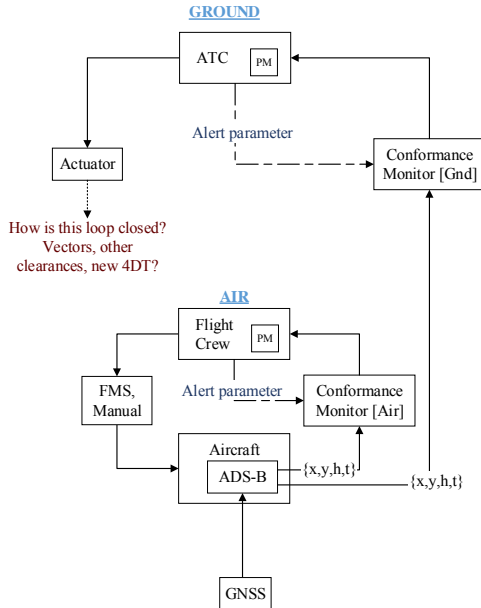 GROUND
ATC
PM
Alert parameter
Actuator
Conformance
Monitor [Gnd]
How is this loop closed?
Vectors, other
clearances, new 4DT?
AIR
Flight
Crew
PM
Alert parameter
FMS,
Manual
Conformance
Monitor [Air]
Aircraft
ADS-B
{x,y,h,t}
{x,y,h,t}
GNSS